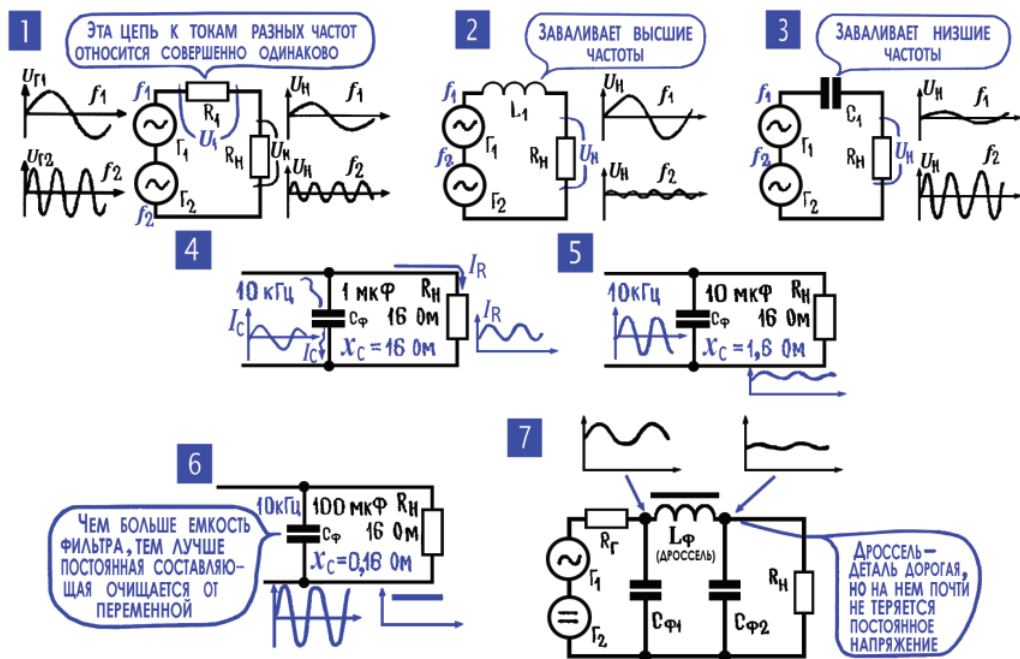 1
Эта цепь к токам разных частот
относится совершенно одинаково
Uг1
f1
Uг2
f2
f1
R1
U1
Г1
f2
Г2
f2
Rн
Uн
Uн
f1
Uн
f2
2
Заваливает высшие
частоты
f1
L1
Г1
f2
Г2
Rн
Uн
Uн
f1
Uн
f2
3
Заваливает низшие
частоты
f1
C1
Г1
f2
Г2
Rн
Uн
Uн
f1
Uн
f2
4
10 кГц
1 мкФ
Rн
Cф
16 Ом
Xc = 16 Ом
Ic
Ic
IR
IR
5
10 кГц
10 мкФ
Rн
Cф
16 Ом
Xc = 1,6 Ом
6
10 кГц
100 мкФ
Rн
Cф
16 Ом
Xc = 0,16 Ом
Чем больше емкость
фильтра, тем лучше
постоянная составляю-
щая очищается от
переменной
7
Rг
Lф
(дроссель)
Г1
Г2
Cф1
Cф2
Rн
Дроссель–
деталь дорогая,
но на нем почти
не теряется
постоянное
напряжение